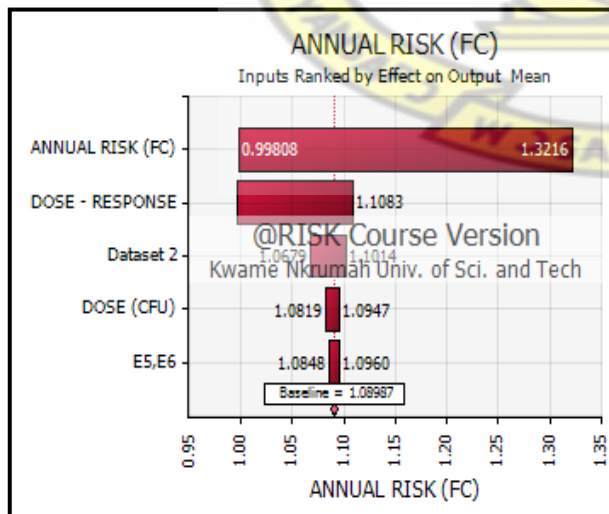 ANNUAL RISK (FC)
Inputs Ranked by Effect on Output Mean
ANNUAL RISK (FC) 0.99808 1.3216
DOSE - RESPONSE 1.1083
@RISK Course Version
Dataset 2 1.0679 1.1014
Kwame Nkrumah Univ. of Sci. and Tech
DOSE (CFU) 1.0819 1.0947
E5,E6 1.0848 1.0960
Baseline = 1.08987
0.95 1.00 1.05 1.10 1.15 1.20 1.25 1.30 1.35
ANNUAL RISK (FC)